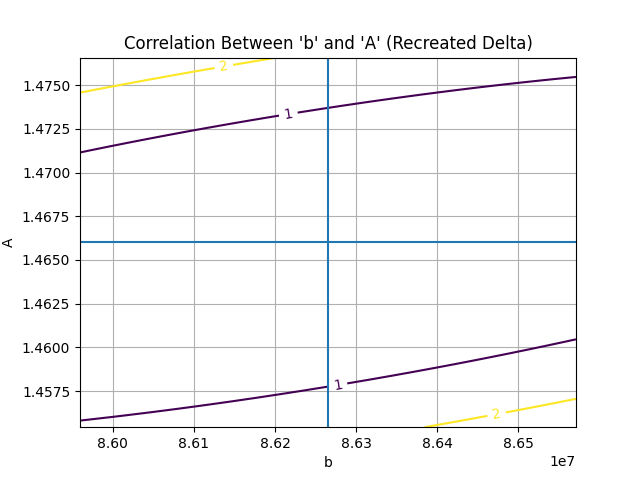 Correlation Between 'b' and 'A' (Recreated Delta)
2
1.4750
1
1.4725
1.4700
1.4675
A
1.4650
1.4625
1.4600
1
1.4575
2
8.60 8.61 8.62 8.63 8.64 8.65
b
1e7